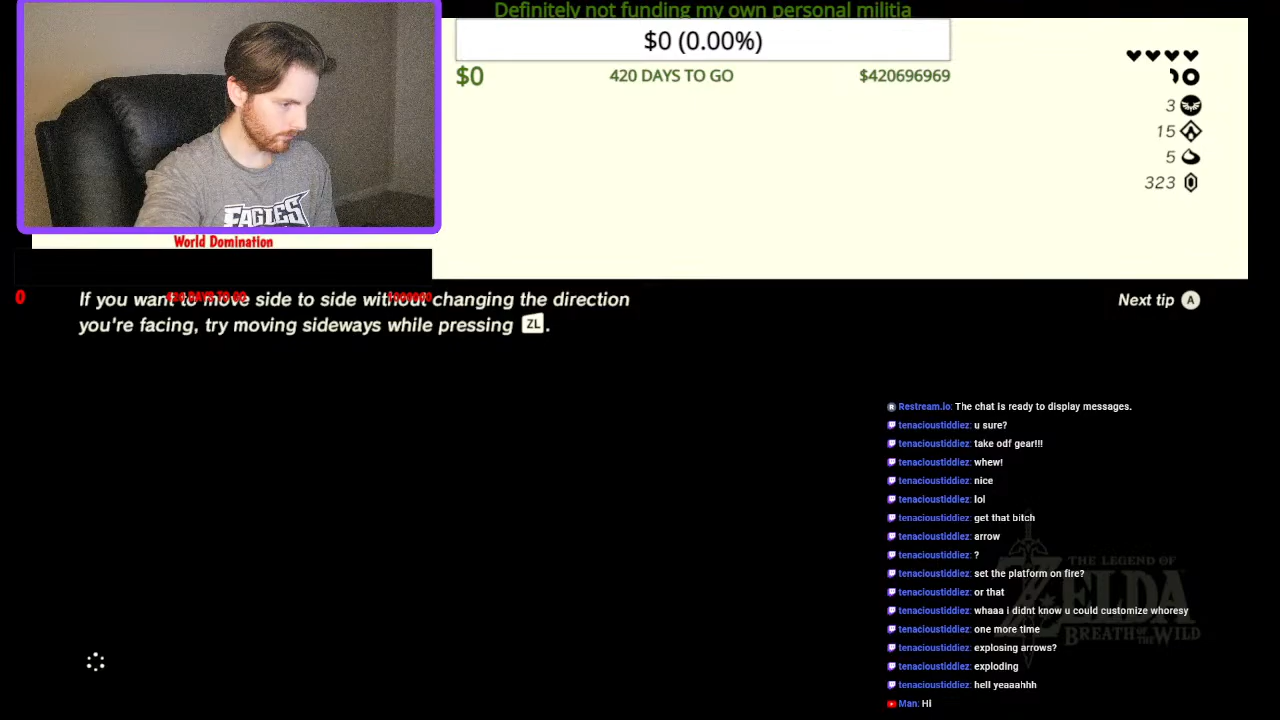 Definitely not funding my own personal militia
$0 (0.00%)
$0 420 DAYS TO GO $420696969
3
15
5
323
EAGLES
World Domination
0 420 DAYS TO GO 1000000
If you want to move side to side without changing the direction
you're facing, try moving sideways while pressing ZL.
Next tip A
Restream.io: The chat is ready to display messages.
tenacioustiddiez: u sure?
tenacioustiddiez: take odf gear!!!
tenacioustiddiez: whew!
tenacioustiddiez: nice
tenacioustiddiez: lol
tenacioustiddiez: get that bitch
tenacioustiddiez: arrow
tenacioustiddiez: ?
tenacioustiddiez: set the platform on fire?
tenacioustiddiez: or that
tenacioustiddiez: whaaa i didnt know u could customize whoresy
tenacioustiddiez: one more time
tenacioustiddiez: explosing arrows?
tenacioustiddiez: exploding
tenacioustiddiez: hell yeaaahhh
Man: Hi
THE LEGEND OF
ZELDA
BREATH OF THE WILD